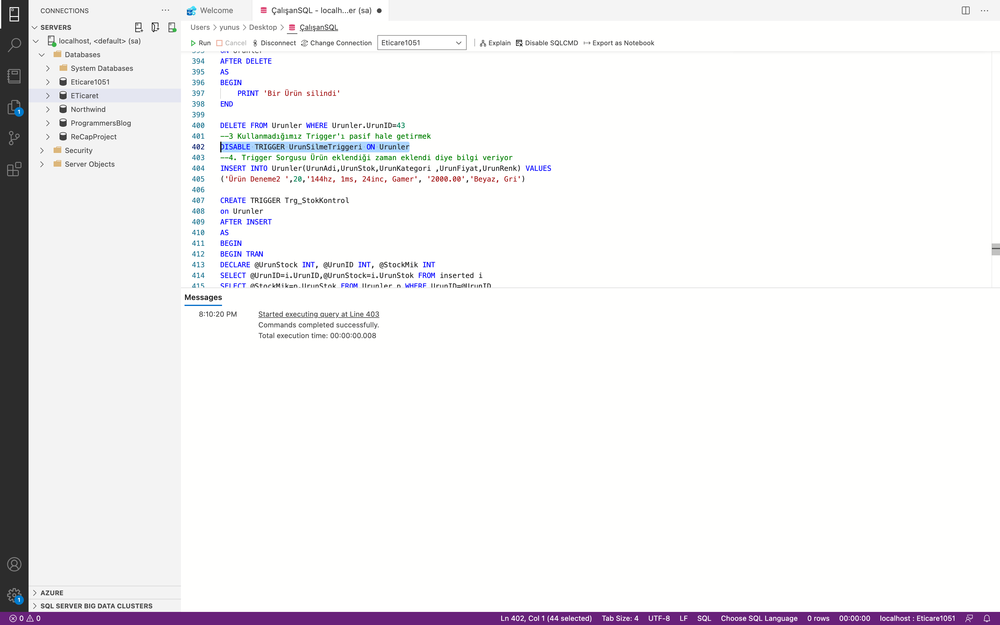 CONNECTIONS
SERVERS
localhost, <default> (sa)
Databases
System Databases
Eticare1051
ETicaret
Northwind
ProgrammersBlog
ReCapProject
Security
Server Objects
AZURE
SQL SERVER BIG DATA CLUSTERS
1
1
Welcome
ÇalışanSQL - localh...er (sa)
Users > yunus > Desktop > ÇalışanSQL
Run Cancel Disconnect Change Connection Eticare1051 Explain Disable SQLCMD Export as Notebook
393 ON Urunler
394 AFTER DELETE
395 AS
396 BEGIN
397 PRINT 'Bir Ürün silindi'
398 END
399
400 DELETE FROM Urunler WHERE Urunler.UrunID=43
401 --3 Kullanmadığımız Trigger'ı pasif hale getirmek
402 DISABLE TRIGGER UrunSilmeTriggeri ON Urunler
403 --4. Trigger Sorgusu Ürün eklendiği zaman eklendi diye bilgi veriyor
404 INSERT INTO Urunler(UrunAdi,UrunStok,UrunKategori ,UrunFiyat,UrunRenk) VALUES
405 ('Ürün Deneme2 ',20,'144hz, 1ms, 24inc, Gamer', '2000.00','Beyaz, Gri')
406
407 CREATE TRIGGER Trg_StokKontrol
408 on Urunler
409 AFTER INSERT
410 AS
411 BEGIN
412 BEGIN TRAN
413 DECLARE @UrunStock INT, @UrunID INT, @StockMik INT
414 SELECT @UrunID=i.UrunID,@UrunStock=i.UrunStok FROM inserted i
415 SELECT @StockMik=p.UrunStok FROM Urunler p WHERE UrunID=@UrunID
Messages
8:10:20 PM Started executing query at Line 403
Commands completed successfully.
Total execution time: 00:00:00.008
0 0 Ln 402, Col 1 (44 selected) Tab Size: 4 UTF-8 LF SQL Choose SQL Language 0 rows 00:00:00 localhost : Eticare1051